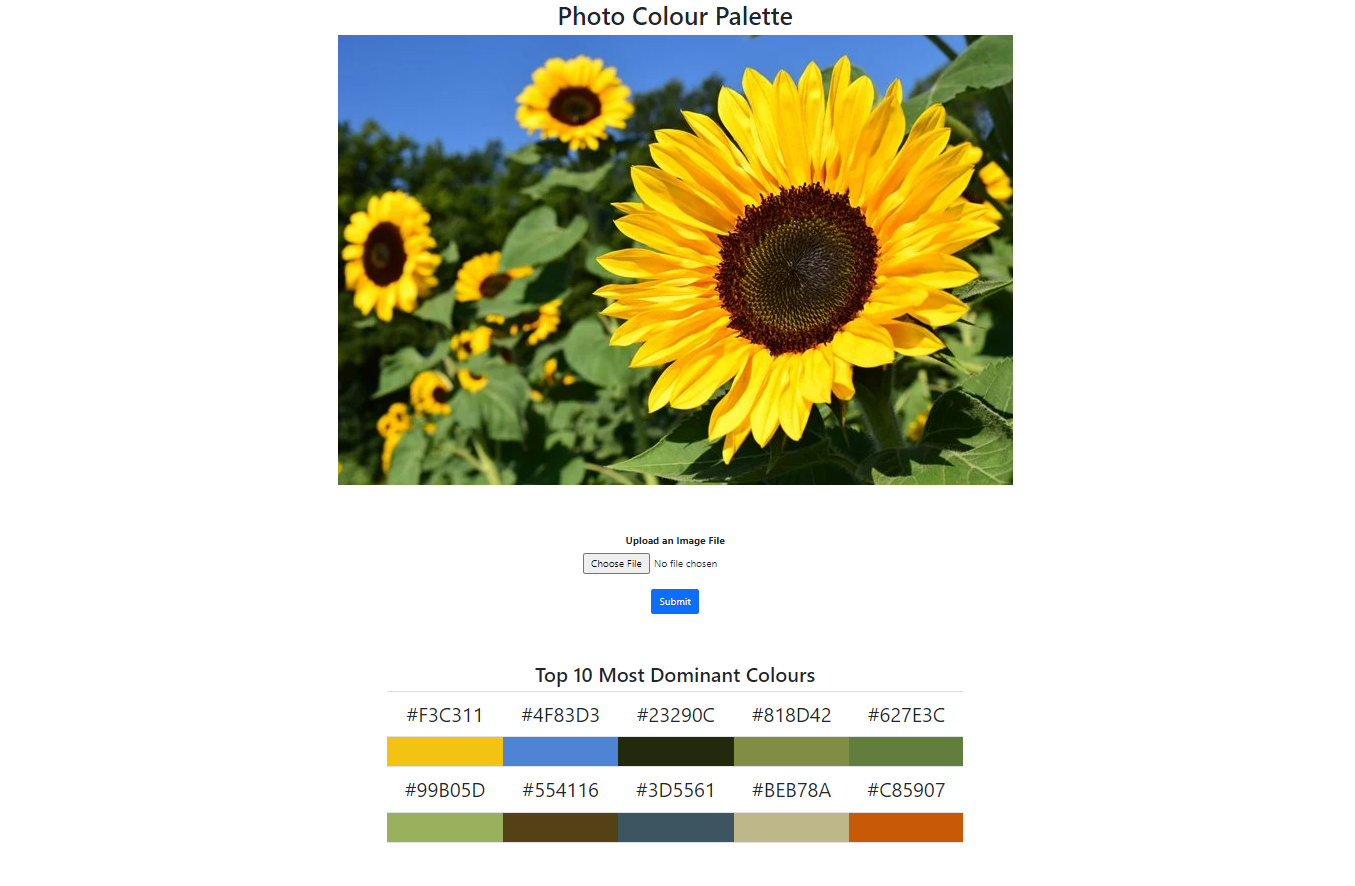 Photo Colour Palette
Upload an Image File
Choose File No file chosen
Submit
Top 10 Most Dominant Colours
#F3C311 #4F83D3 #23290C #818D42 #627E3C
#99B05D #554116 #3D5561 #BEB78A #C85907